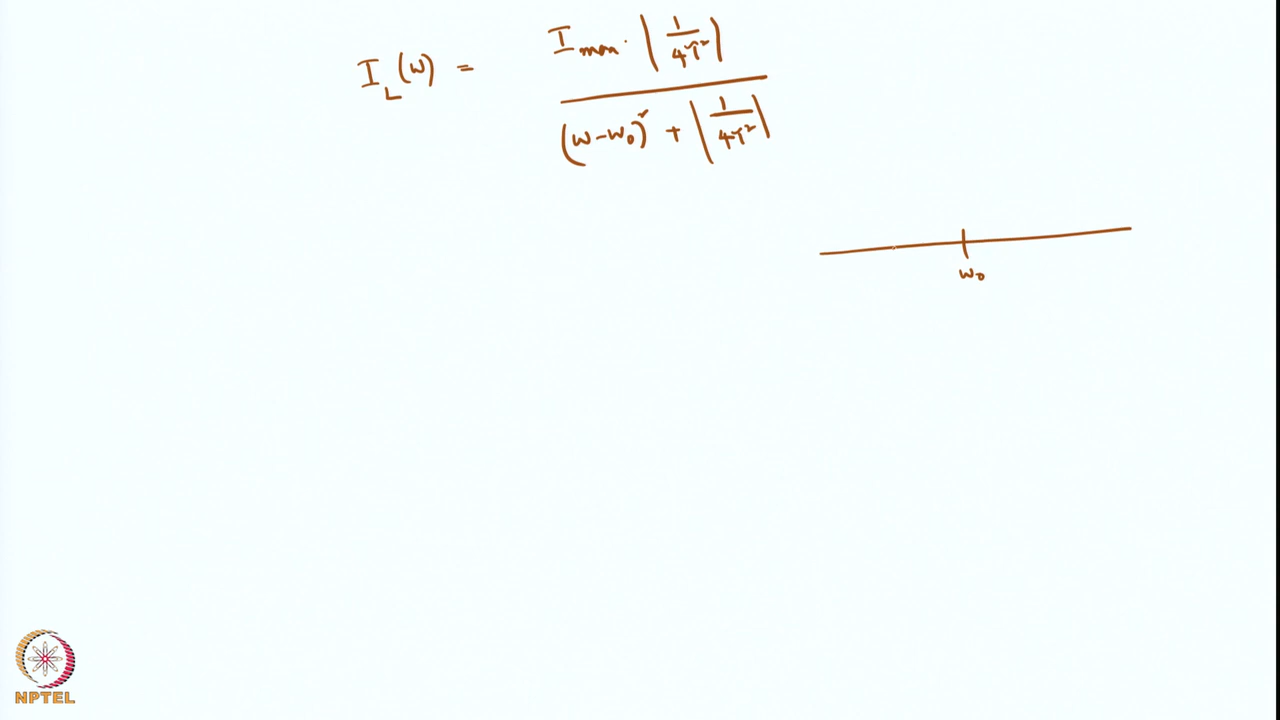 I_L(ω) = I_max · |1/4τ²| / (ω-ω₀)² + |1/4τ²|
ω₀
NPTEL